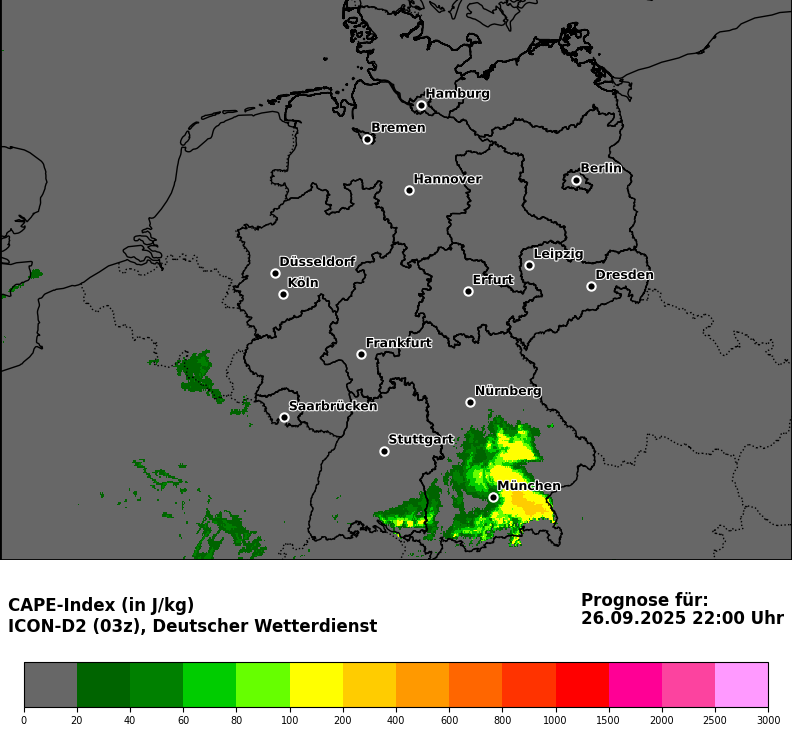 Hamburg
Bremen
Berlin
Hannover
Leipzig
Düsseldorf
Dresden
Erfurt
Köln
Frankfurt
Nürnberg
Saarbrücken
Stuttgart
München
CAPE-Index (in J/kg)
ICON-D2 (03z), Deutscher Wetterdienst
Prognose für:
26.09.2025 22:00 Uhr
0 20 40 60 80 100 200 400 600 800 1000 1500 2000 2500 3000